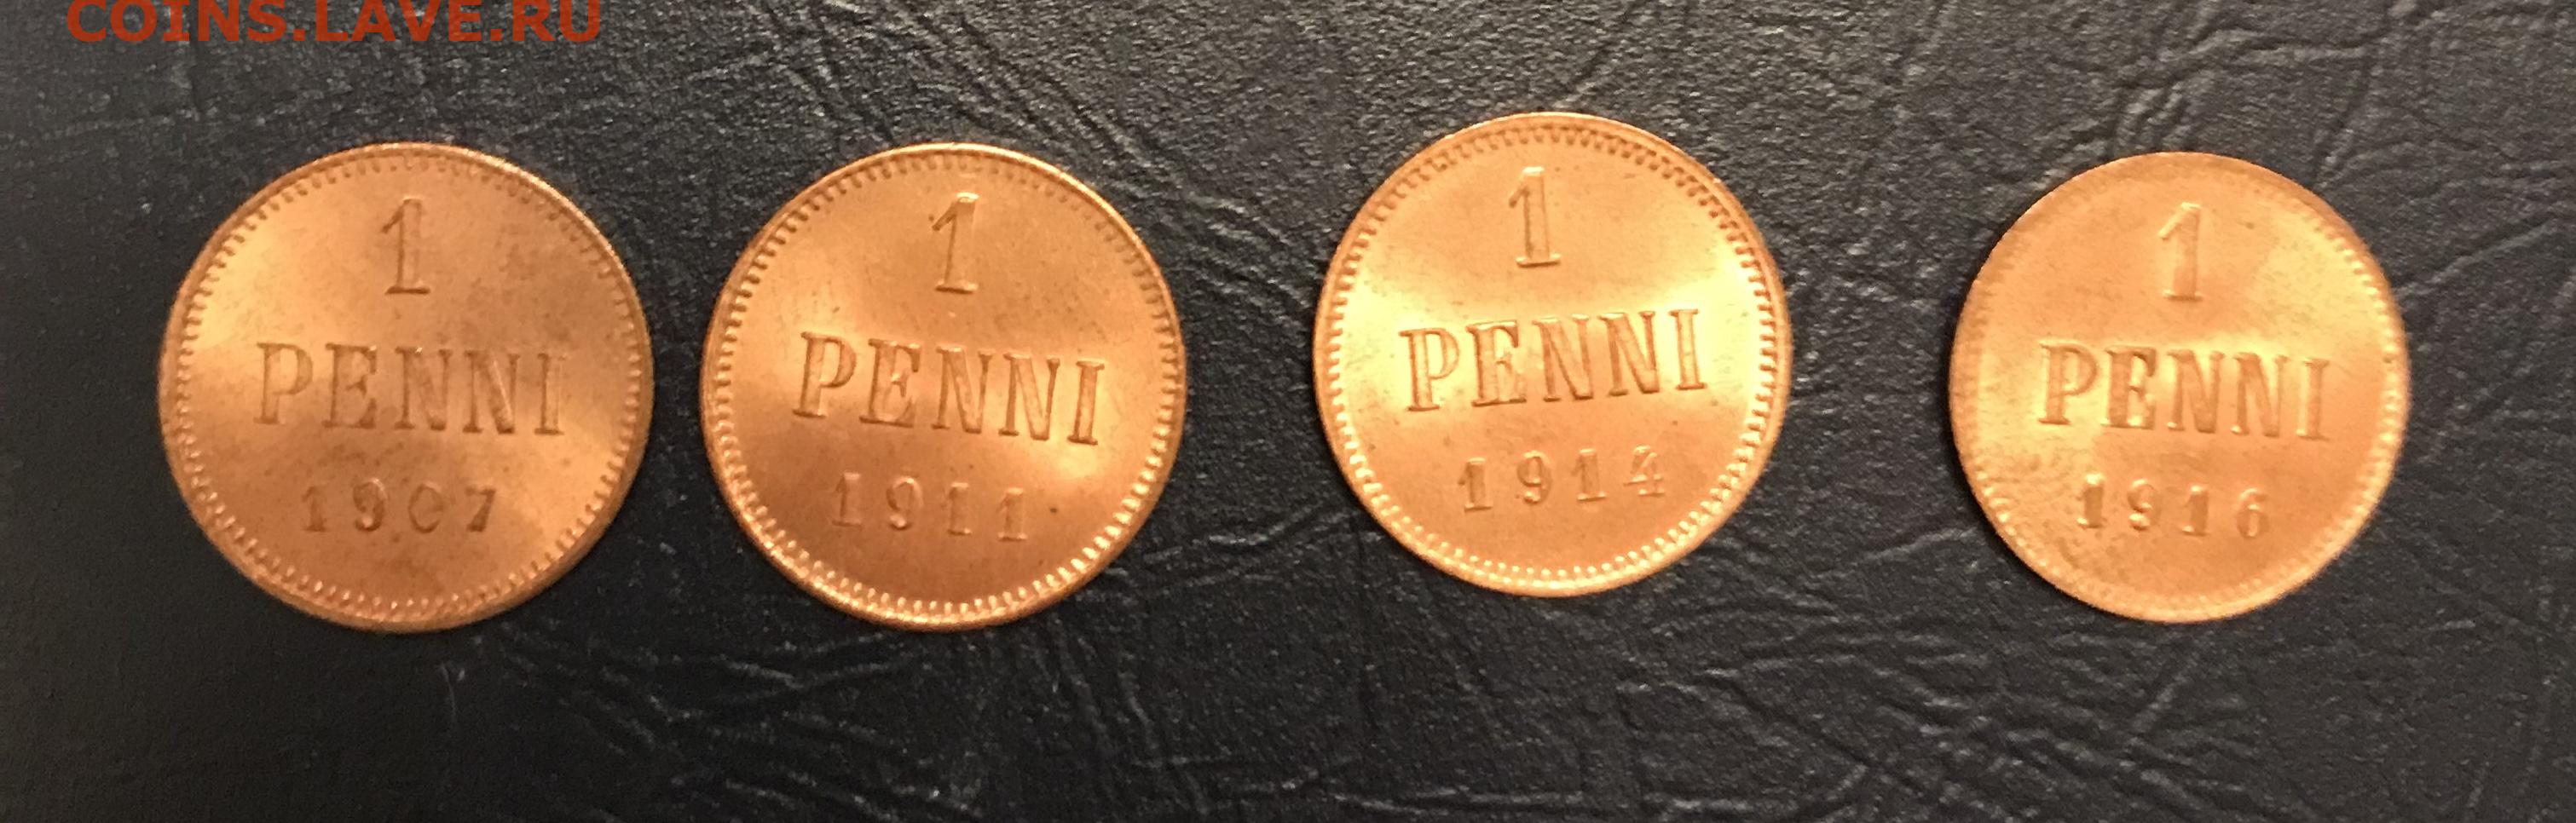 COINS.LAVE.RU
1
PENNI
1907
1
PENNI
1911
1
PENNI
1914
1
PENNI
1916